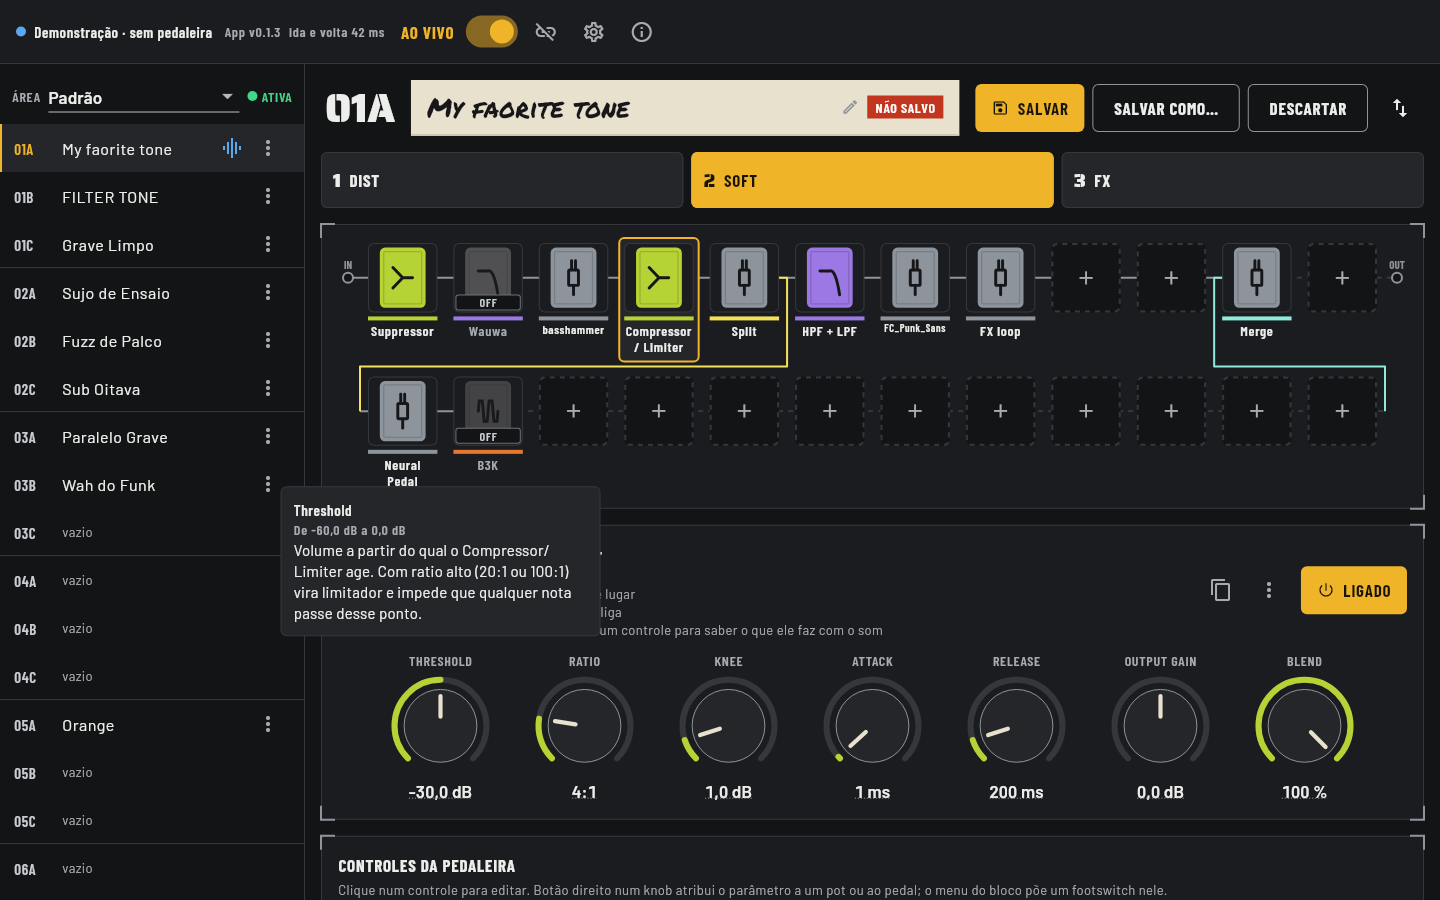 Demonstração · sem pedaleira App v0.1.3 Ida e volta 42 ms AO VIVO
ÁREA Padrão ATIVA
01A My faorite tone
01B FILTER TONE
01C Grave Limpo
02A Sujo de Ensaio
02B Fuzz de Palco
02C Sub Oitava
03A Paralelo Grave
03B Wah do Funk
03C vazio
04A vazio
04B vazio
04C vazio
05A Orange
05B vazio
05C vazio
06A vazio
01A My faorite tone NÃO SALVO SALVAR SALVAR COMO... DESCARTAR
1 DIST 2 SOFT 3 FX
IN OUT
OFF
Suppressor Wauwa basshammer Compressor / Limiter Split HPF + LPF FC_Punk_Sans FX loop Merge
OFF
Neural Pedal B3K
Threshold
De -60,0 dB a 0,0 dB
Volume a partir do qual o Compressor/
Limiter age. Com ratio alto (20:1 ou 100:1)
vira limitador e impede que qualquer nota
passe desse ponto.
LIGADO
lugar
liga
um controle para saber o que ele faz com o som
THRESHOLD RATIO KNEE ATTACK RELEASE OUTPUT GAIN BLEND
-30,0 dB 4:1 1,0 dB 1 ms 200 ms 0,0 dB 100 %
CONTROLES DA PEDALEIRA
Clique num controle para editar. Botão direito num knob atribui o parâmetro a um pot ou ao pedal; o menu do bloco põe um footswitch nele.